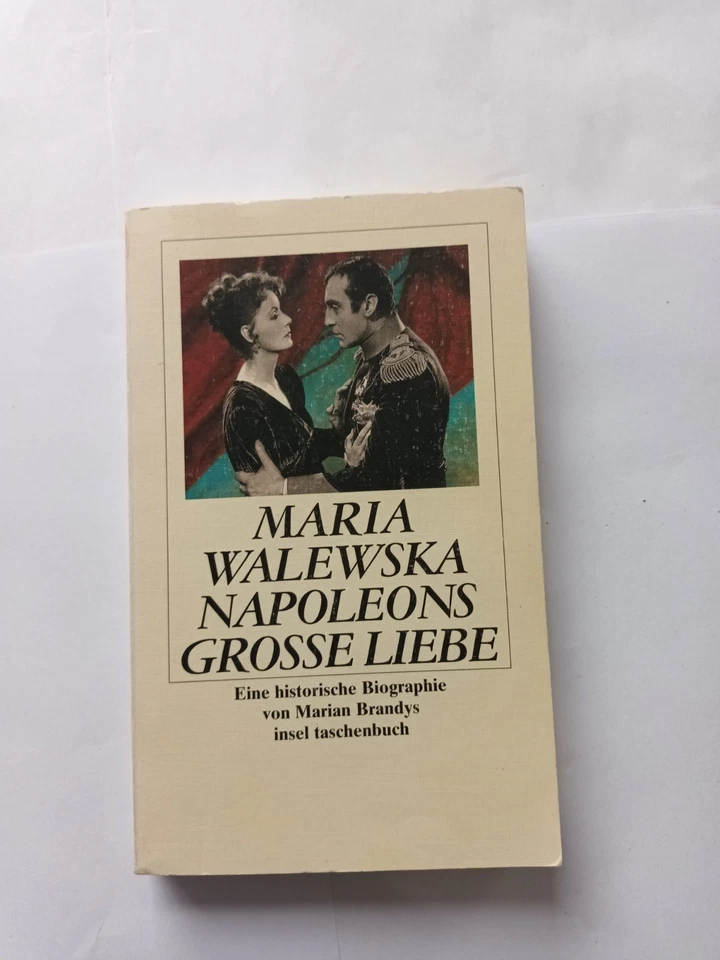 MARIA
WALEWSKA
NAPOLEONS
GROSSE LIEBE
Eine historische Biographie
von Marian Brandys
insel taschenbuch